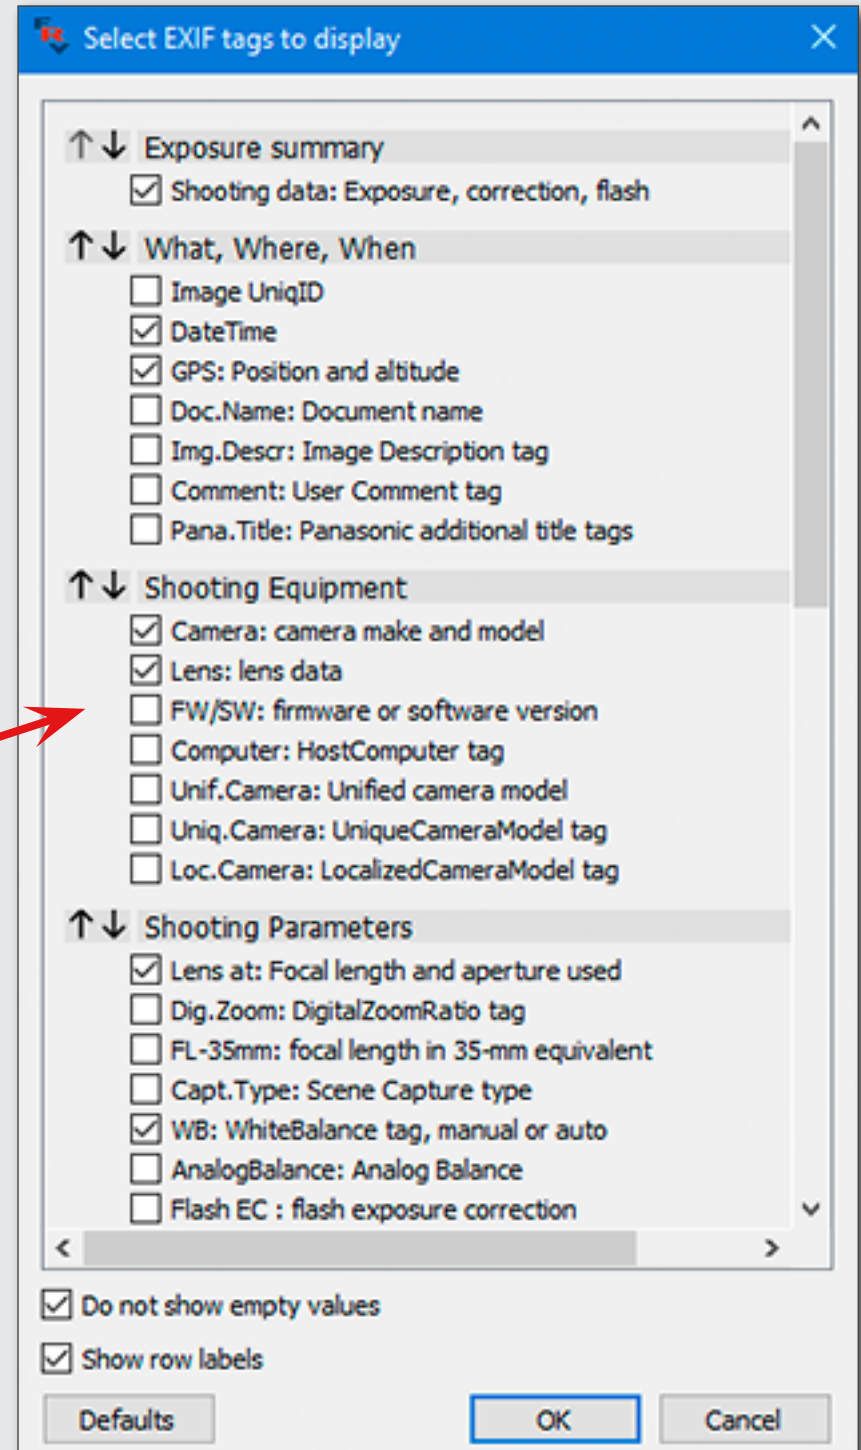 FRV
Select EXIF tags to display
Exposure summary
Shooting data: Exposure, correction, flash
What, Where, When
Image UniqID
DateTime
GPS: Position and altitude
Doc.Name: Document name
Img.Descr: Image Description tag
Comment: User Comment tag
Pana.Title: Panasonic additional title tags
Shooting Equipment
Camera: camera make and model
Lens: lens data
FW/SW: firmware or software version
Computer: HostComputer tag
Unif.Camera: Unified camera model
Uniq.Camera: UniqueCameraModel tag
Loc.Camera: LocalizedCameraModel tag
Shooting Parameters
Lens at: Focal length and aperture used
Dig.Zoom: DigitalZoomRatio tag
FL-35mm: focal length in 35-mm equivalent
Capt.Type: Scene Capture type
WB: WhiteBalance tag, manual or auto
AnalogBalance: Analog Balance
Flash EC : flash exposure correction
Do not show empty values
Show row labels
Defaults OK Cancel